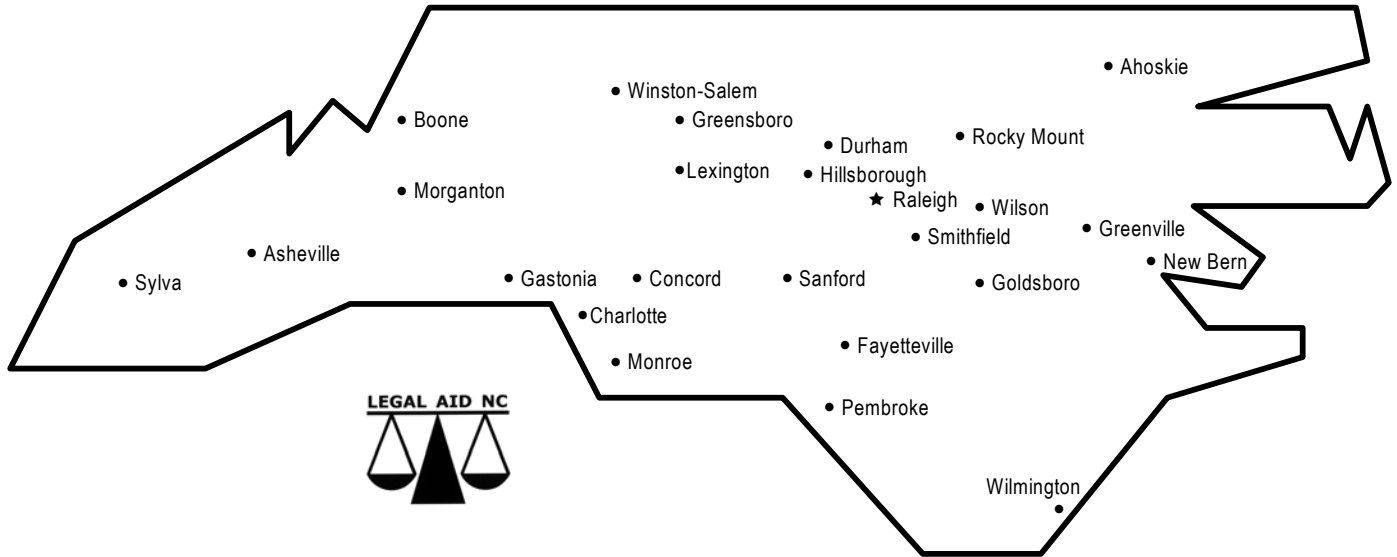 Ahoskie
Winston-Salem
Boone
Greensboro
Rocky Mount
Durham
Lexington
Hillsborough
Morganton
Raleigh
Wilson
Greenville
Smithfield
Asheville
New Bern
Sylva
Gastonia
Concord
Sanford
Goldsboro
Charlotte
Fayetteville
Monroe
LEGAL AID NC
Pembroke
Wilmington